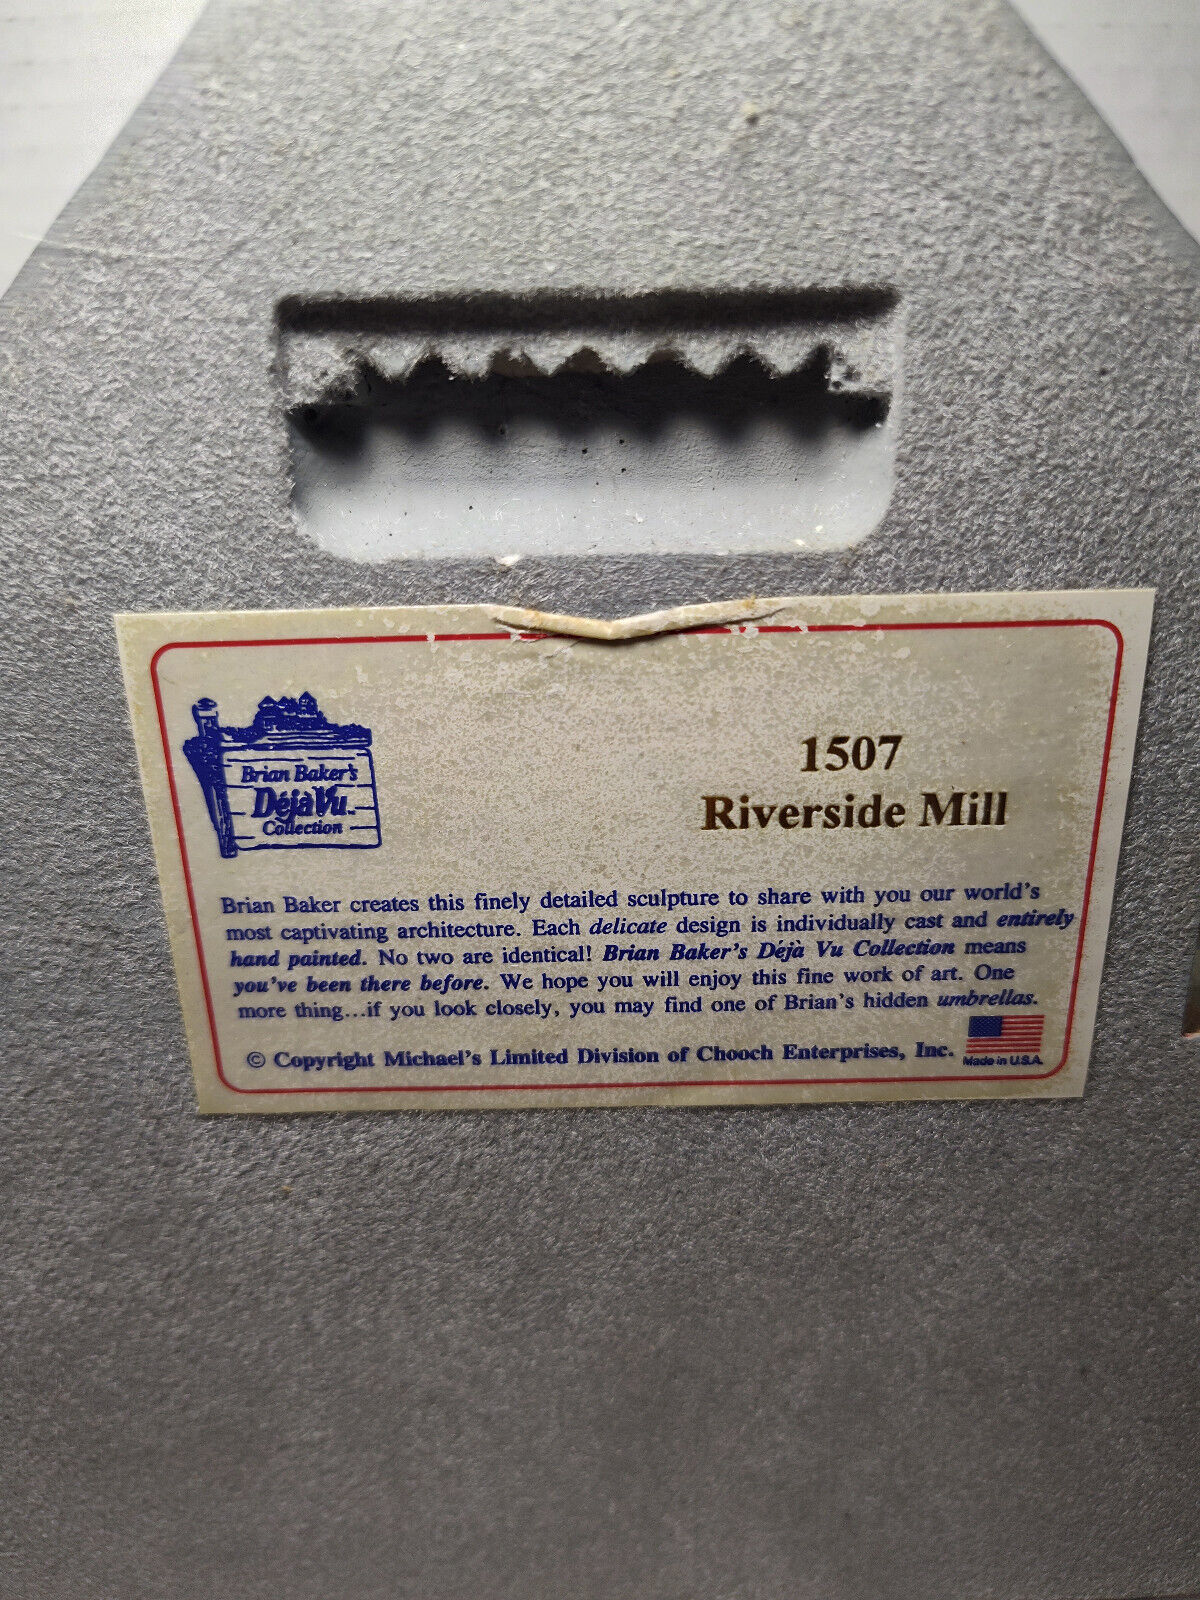 Brian Baker's
Déjà Vu™
Collection
1507
Riverside Mill
Brian Baker creates this finely detailed sculpture to share with you our world's
most captivating architecture. Each delicate design is individually cast and entirely
hand painted. No two are identical! Brian Baker's Déjà Vu Collection means
you've been there before. We hope you will enjoy this fine work of art. One
more thing...if you look closely, you may find one of Brian's hidden umbrellas.
© Copyright Michael's Limited Division of Chooch Enterprises, Inc.
Made in U.S.A.